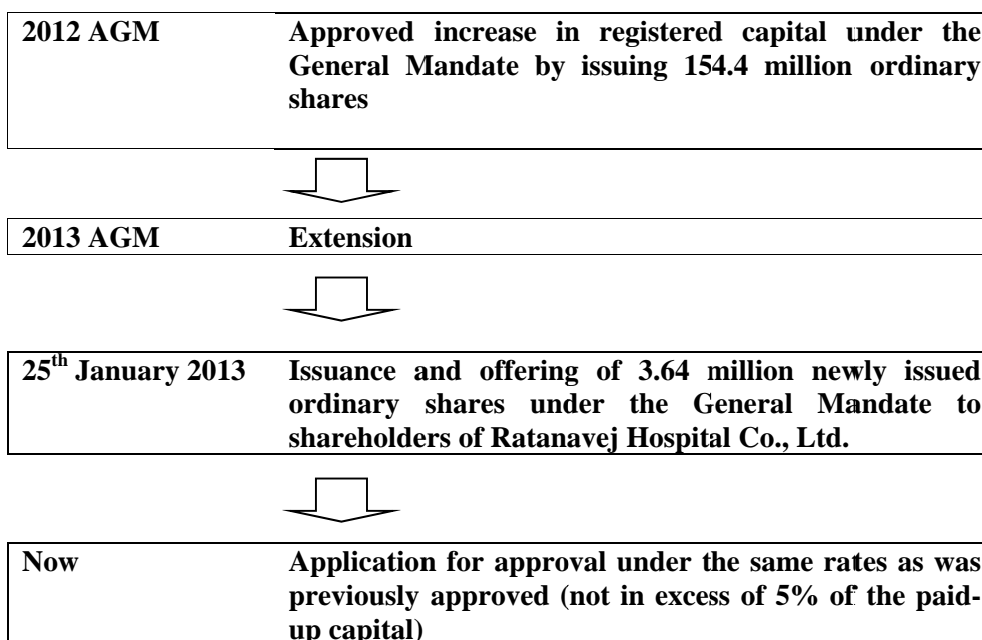 2012 AGM Approved increase in registered capital under the
General Mandate by issuing 154.4 million ordinary
shares
2013 AGM Extension
25th January 2013 Issuance and offering of 3.64 million newly issued
ordinary shares under the General Mandate to
shareholders of Ratanavej Hospital Co., Ltd.
Now Application for approval under the same rates as was
previously approved (not in excess of 5% of the paid-
up capital)